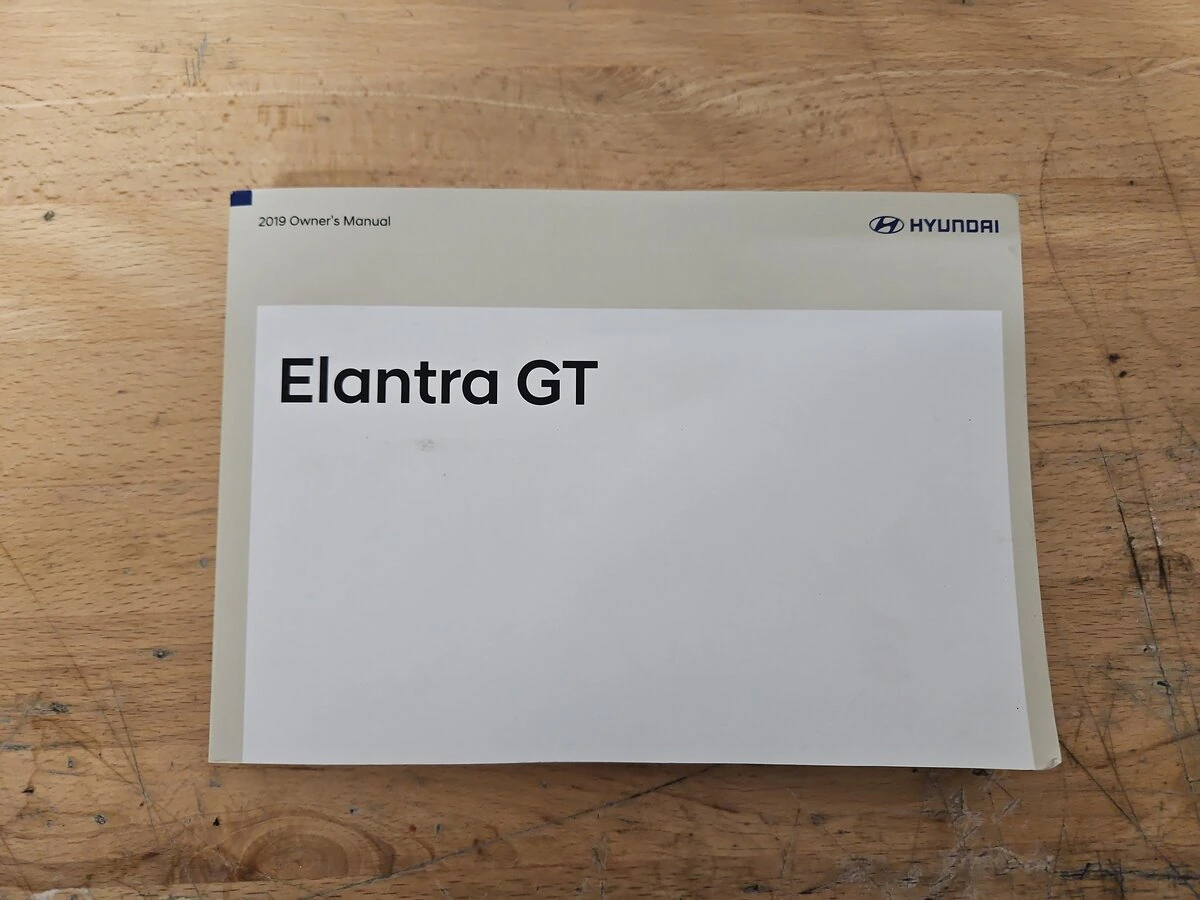 2019 Owner's Manual
HYUNDAI
Elantra GT